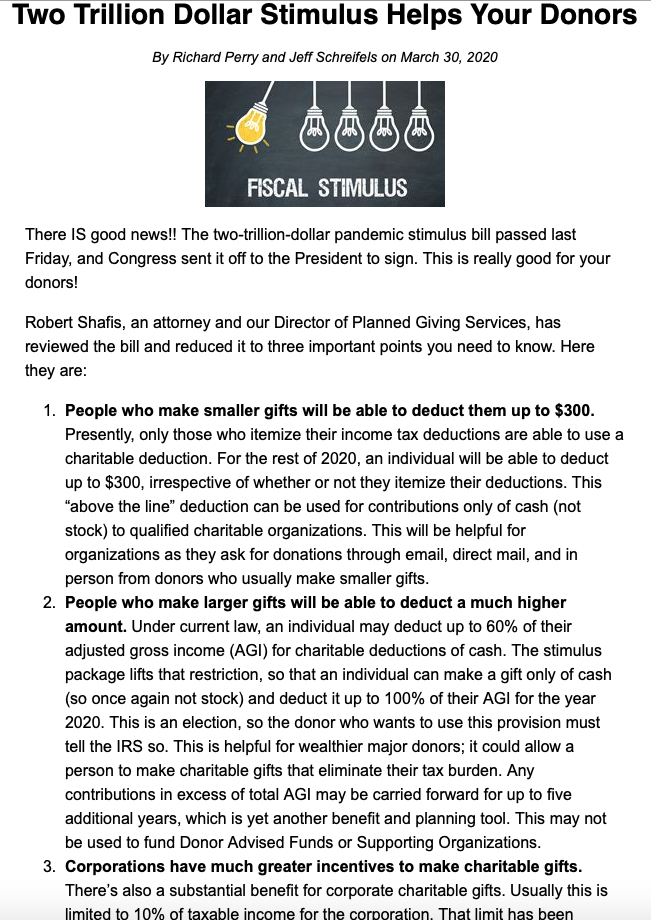 Two Trillion Dollar Stimulus Helps Your Donors
By Richard Perry and Jeff Schreifels on March 30, 2020
FISCAL STIMULUS
There IS good news!! The two-trillion-dollar pandemic stimulus bill passed last
Friday, and Congress sent it off to the President to sign. This is really good for your
donors!
Robert Shafis, an attorney and our Director of Planned Giving Services, has
reviewed the bill and reduced it to three important points you need to know. Here
they are:
1. People who make smaller gifts will be able to deduct them up to $300.
Presently, only those who itemize their income tax deductions are able to use a
charitable deduction. For the rest of 2020, an individual will be able to deduct
up to $300, irrespective of whether or not they itemize their deductions. This
“above the line” deduction can be used for contributions only of cash (not
stock) to qualified charitable organizations. This will be helpful for
organizations as they ask for donations through email, direct mail, and in
person from donors who usually make smaller gifts.
2. People who make larger gifts will be able to deduct a much higher
amount. Under current law, an individual may deduct up to 60% of their
adjusted gross income (AGI) for charitable deductions of cash. The stimulus
package lifts that restriction, so that an individual can make a gift only of cash
(so once again not stock) and deduct it up to 100% of their AGI for the year
2020. This is an election, so the donor who wants to use this provision must
tell the IRS so. This is helpful for wealthier major donors; it could allow a
person to make charitable gifts that eliminate their tax burden. Any
contributions in excess of total AGI may be carried forward for up to five
additional years, which is yet another benefit and planning tool. This may not
be used to fund Donor Advised Funds or Supporting Organizations.
3. Corporations have much greater incentives to make charitable gifts.
There’s also a substantial benefit for corporate charitable gifts. Usually this is
limited to 10% of taxable income for the corporation. That limit has been